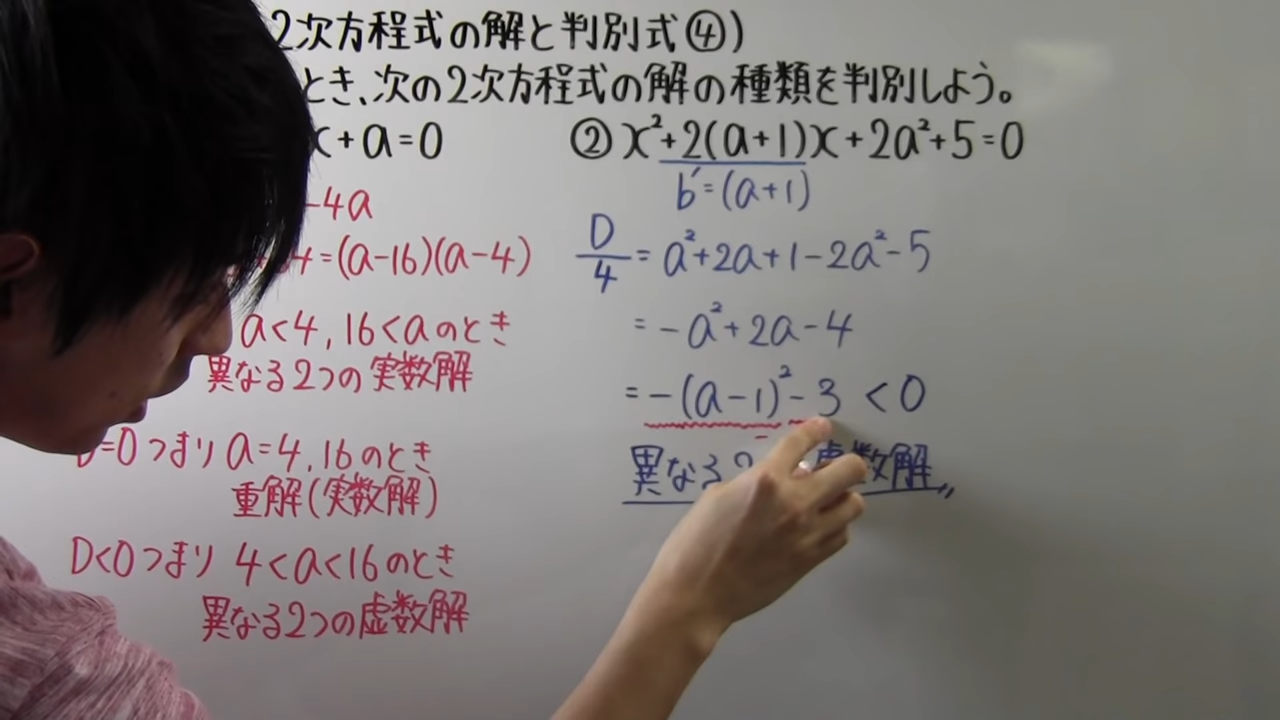 2次方程式の解と判別式④)
とき、次の2次方程式の解の種類を判別しよう。
x+a=0
-4a
4=(a-16)(a-4)
a<4, 16<aのとき
異なる2つの実数解
D=0つまりa=4, 16のとき
重解(実数解)
D<0つまり 4<a<16のとき
異なる2つの虚数解
② x²+2(a+1)x+2a²+5=0
b'=(a+1)
D/4=a²+2a+1-2a²-5
=-a²+2a-4
=-(a-1)²-3<0
異なる2 虚数解